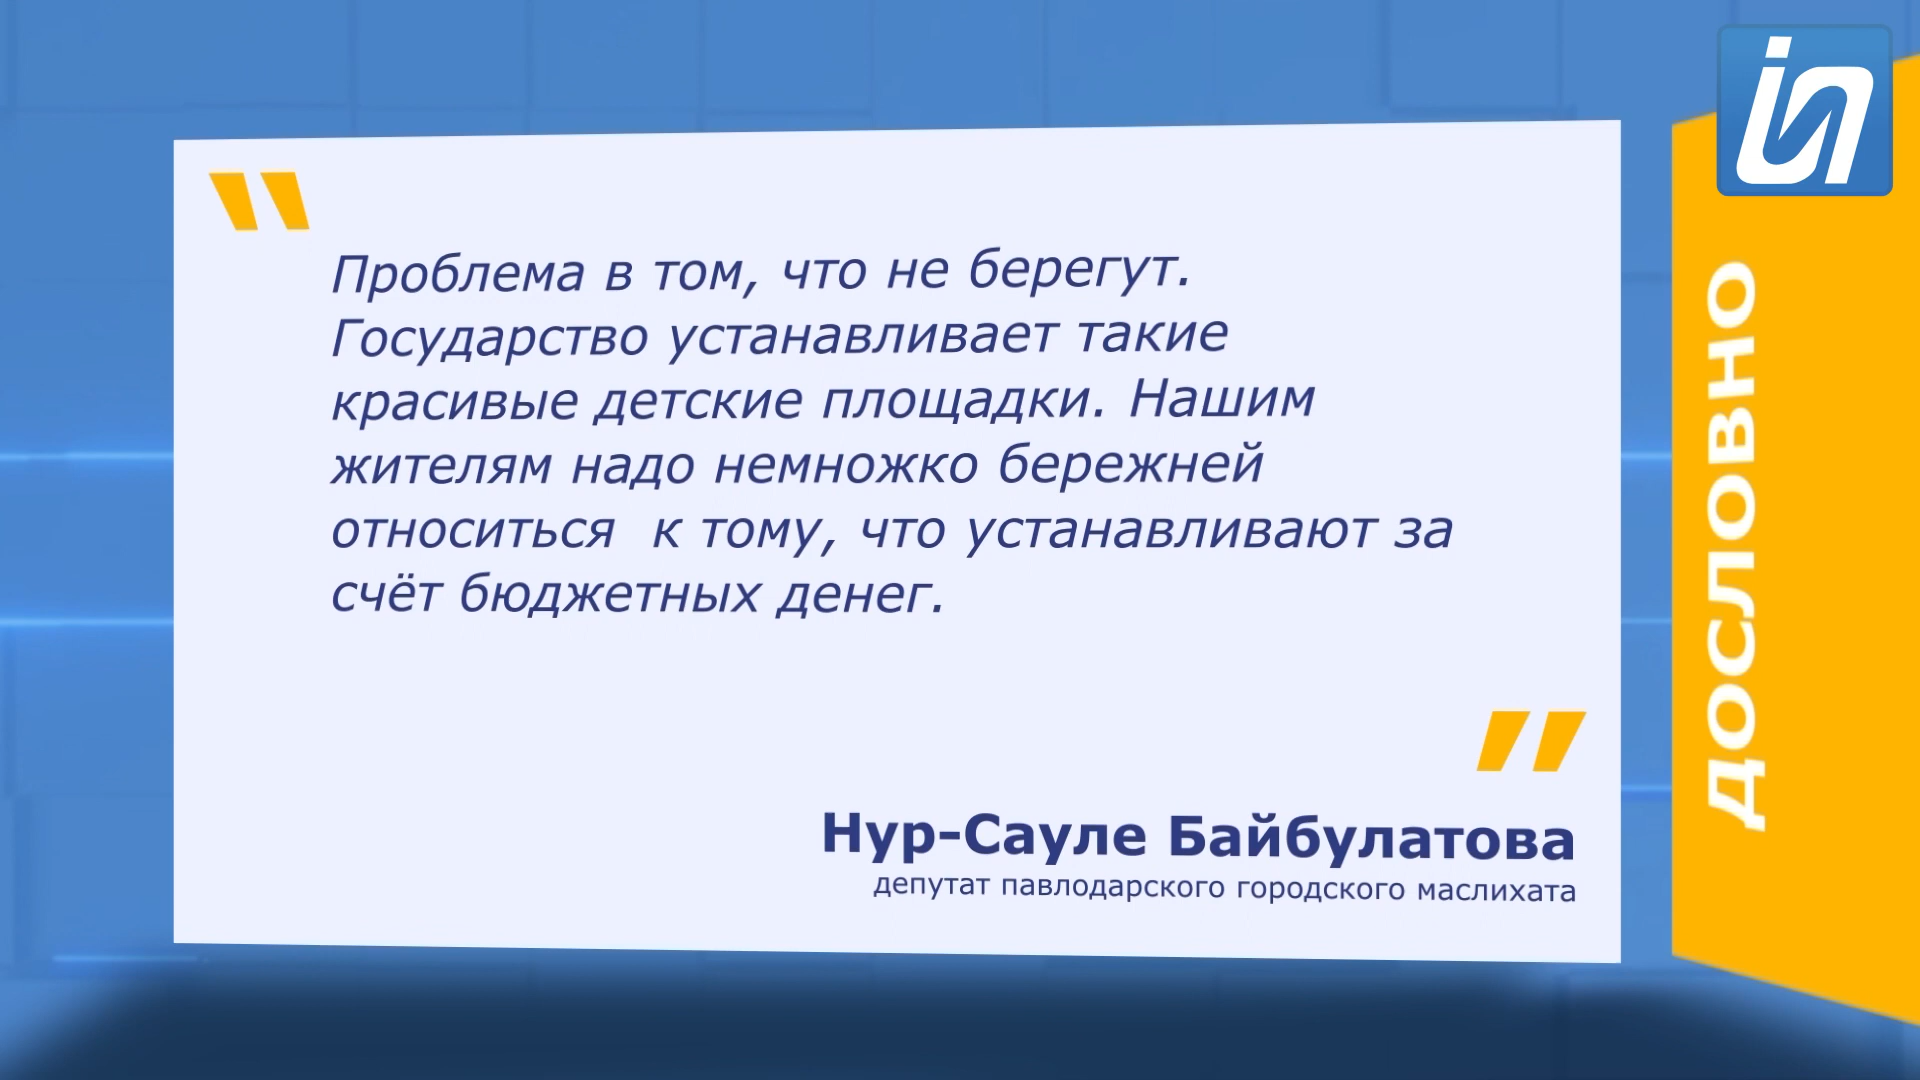 Проблема в том, что не берегут.
Государство устанавливает такие
красивые детские площадки. Нашим
жителям надо немножко бережней
относиться  к тому, что устанавливают за
счёт бюджетных денег.
Нур-Сауле Байбулатова
депутат павлодарского городского маслихата
ДОСЛОВНО